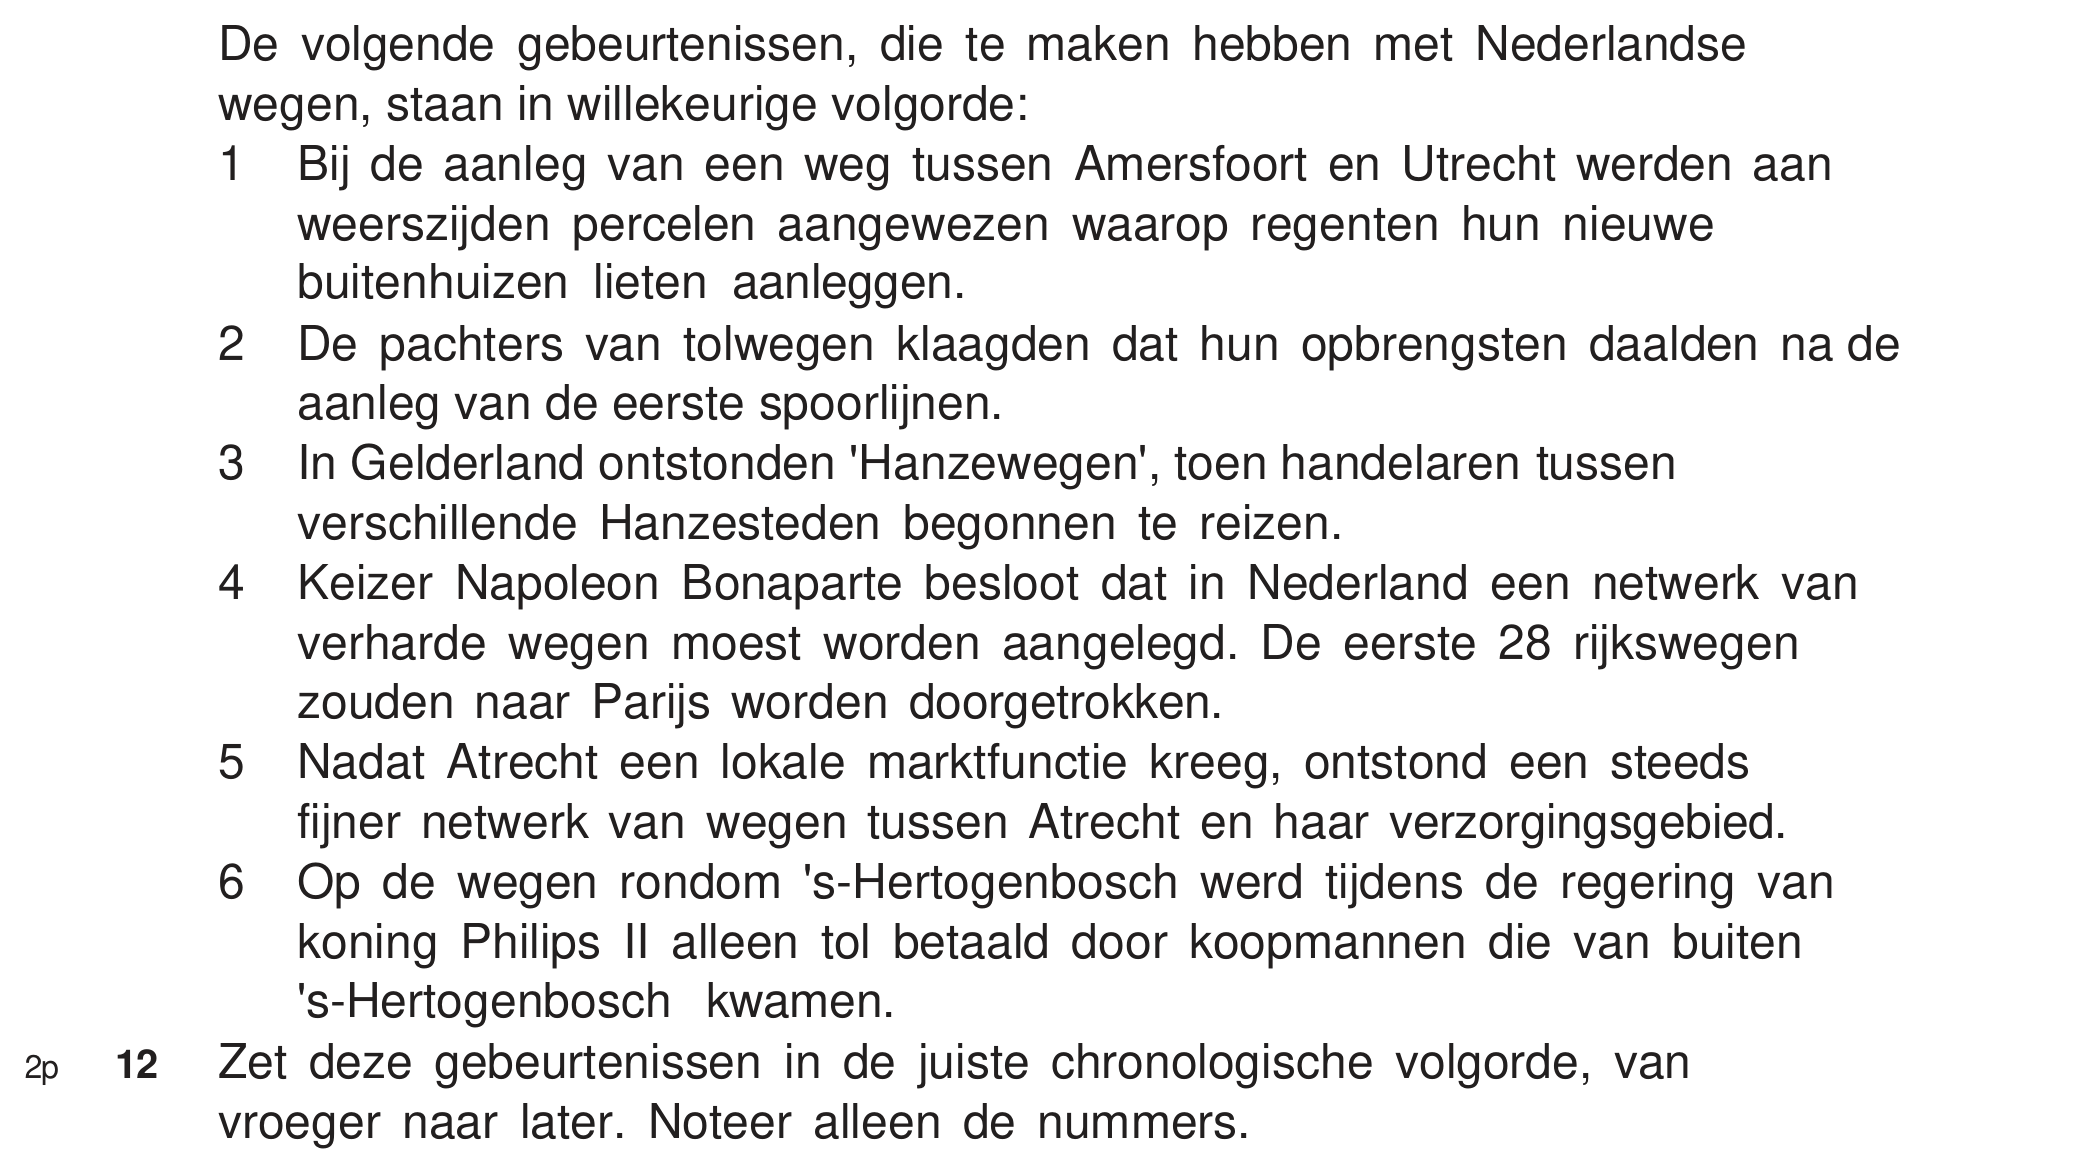 De volgende gebeurtenissen, die te maken hebben met Nederlandse
wegen, staan in willekeurige volgorde:
1 Bij de aanleg van een weg tussen Amersfoort en Utrecht werden aan
weerszijden percelen aangewezen waarop regenten hun nieuwe
buitenhuizen lieten aanleggen.
2 De pachters van tolwegen klaagden dat hun opbrengsten daalden na de
aanleg van de eerste spoorlijnen.
3 In Gelderland ontstonden 'Hanzewegen', toen handelaren tussen
verschillende Hanzesteden begonnen te reizen.
4 Keizer Napoleon Bonaparte besloot dat in Nederland een netwerk van
verharde wegen moest worden aangelegd. De eerste 28 rijkswegen
zouden naar Parijs worden doorgetrokken.
5 Nadat Atrecht een lokale marktfunctie kreeg, ontstond een steeds
fijner netwerk van wegen tussen Atrecht en haar verzorgingsgebied.
6 Op de wegen rondom 's-Hertogenbosch werd tijdens de regering van
koning Philips II alleen tol betaald door koopmannen die van buiten
's-Hertogenbosch kwamen.
2p 12 Zet deze gebeurtenissen in de juiste chronologische volgorde, van
vroeger naar later. Noteer alleen de nummers.